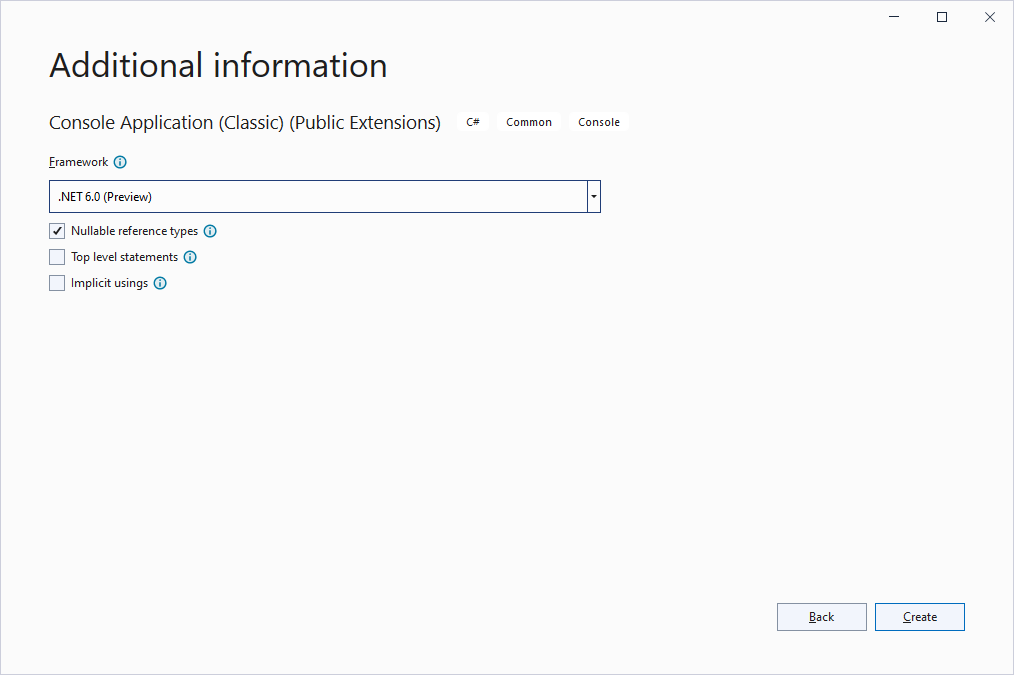 Additional information
Console Application (Classic) (Public Extensions) C# Common Console
Framework
.NET 6.0 (Preview)
Nullable reference types
Top level statements
Implicit usings
Back Create